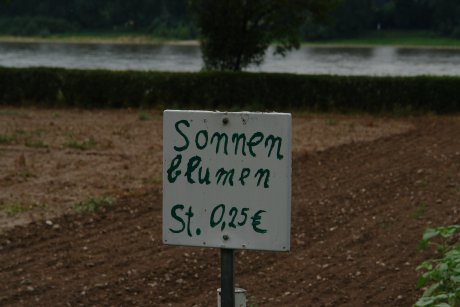 Sonnen
blumen
St. 0,25€